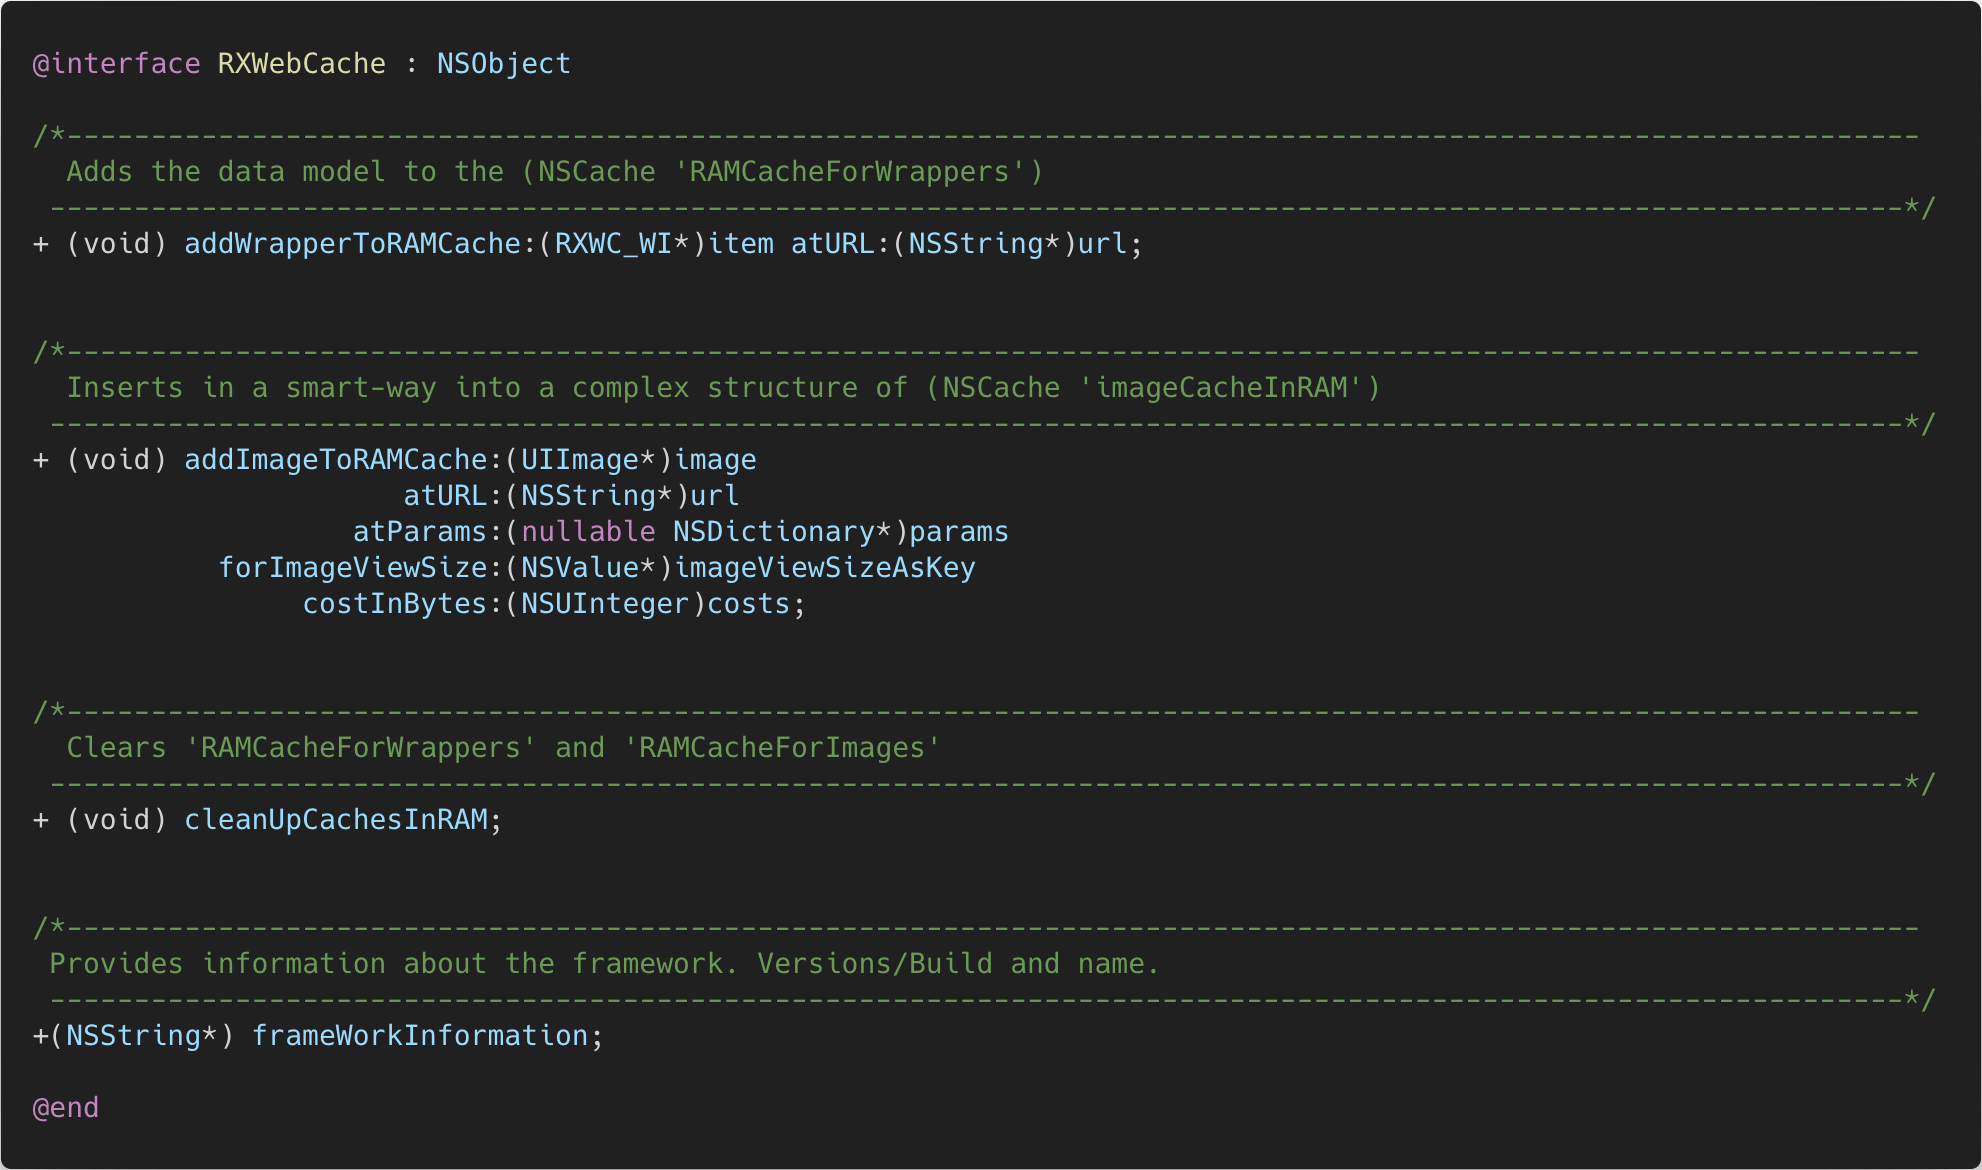 @interface RXWebCache : NSObject
/*--------------------------------------------------------------------------------------------------------------
  Adds the data model to the (NSCache 'RAMCacheForWrappers')
 --------------------------------------------------------------------------------------------------------------*/
+ (void) addWrapperToRAMCache:(RXWC_WI*)item atURL:(NSString*)url;
/*--------------------------------------------------------------------------------------------------------------
  Inserts in a smart-way into a complex structure of (NSCache 'imageCacheInRAM')
 --------------------------------------------------------------------------------------------------------------*/
+ (void) addImageToRAMCache:(UIImage*)image
                      atURL:(NSString*)url
                   atParams:(nullable NSDictionary*)params
           forImageViewSize:(NSValue*)imageViewSizeAsKey
                costInBytes:(NSUInteger)costs;
/*--------------------------------------------------------------------------------------------------------------
  Clears 'RAMCacheForWrappers' and 'RAMCacheForImages'
 --------------------------------------------------------------------------------------------------------------*/
+ (void) cleanUpCachesInRAM;
/*--------------------------------------------------------------------------------------------------------------
 Provides information about the framework. Versions/Build and name.
 --------------------------------------------------------------------------------------------------------------*/
+(NSString*) frameWorkInformation;
@end